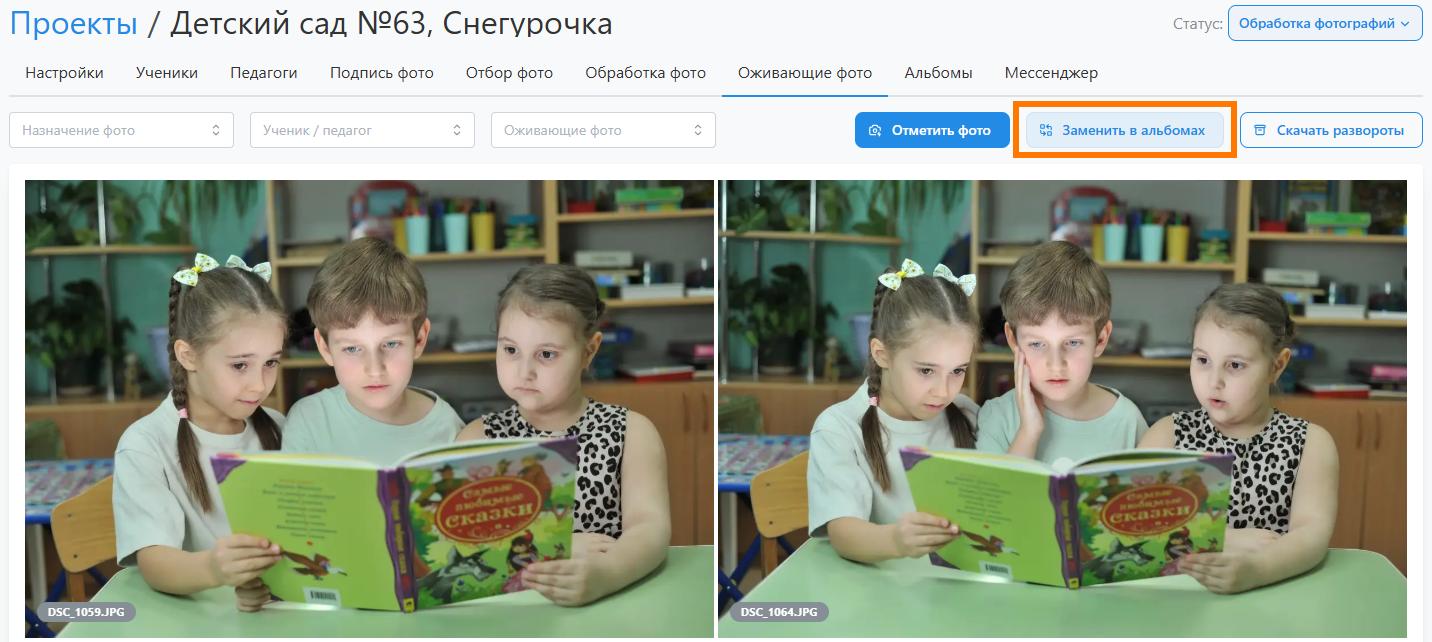 Проекты / Детский сад №63, Снегурочка
Статус: Обработка фотографий
Настройки Ученики Педагоги Подпись фото Отбор фото Обработка фото Оживающие фото Альбомы Мессенджер
Назначение фото Ученик / педагог Оживающие фото Отметить фото Заменить в альбомах Скачать развороты
Самые
любимые
сказки
Самые
любимые
сказки
DSC_1059.JPG
DSC_1064.JPG